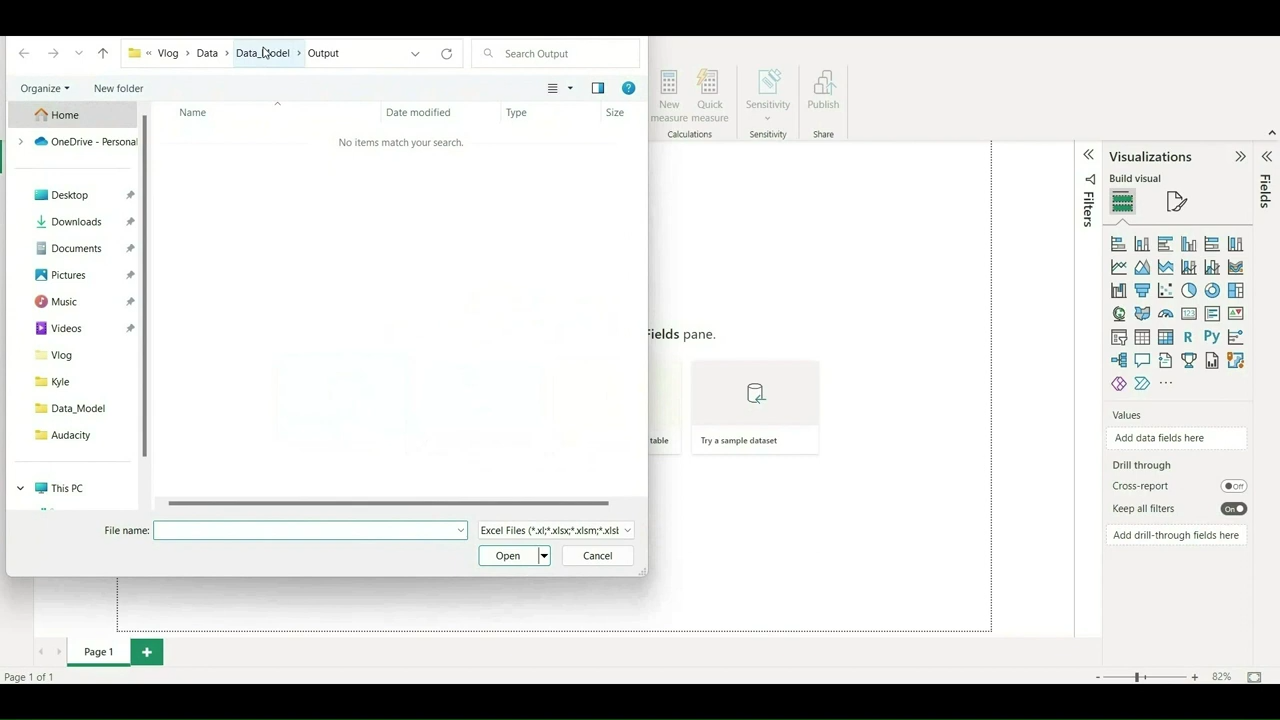 « Vlog › Data › Data_Model › Output
Search Output
Organize
New folder
Name
Date modified
Type
Size
No items match your search.
Home
OneDrive - Personal
Desktop
Downloads
Documents
Pictures
Music
Videos
Vlog
Kyle
Data_Model
Audacity
This PC
File name:
Excel Files (*.xl;*.xlsx;*.xlsm;*.xlsb
Open
Cancel
New measure
Quick measure
Calculations
Sensitivity
Sensitivity
Publish
Share
Fields pane.
table
Try a sample dataset
Filters
Visualizations
Build visual
R
Py
123
Values
Add data fields here
Drill through
Cross-report
Off
Keep all filters
On
Add drill-through fields here
Fields
Page 1
Page 1 of 1
- + 82%